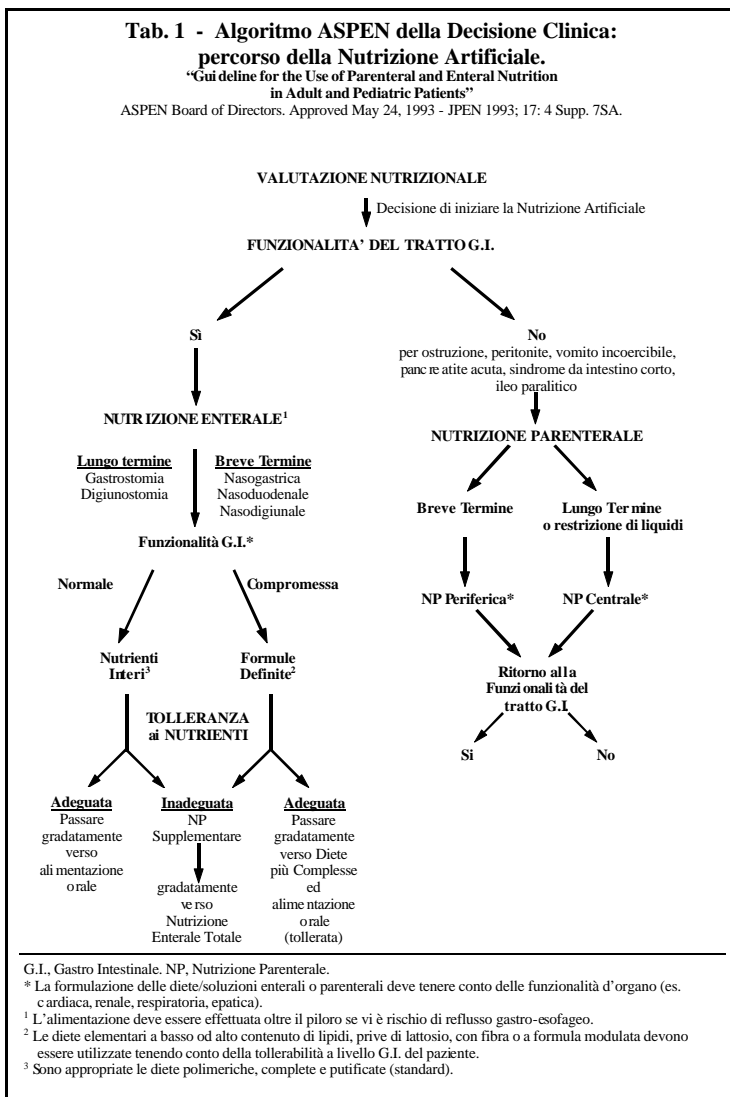 Tab. 1 - Algoritmo ASPEN della Decisione Clinica:
percorso della Nutrizione Artificiale.
“Guideline for the Use of Parenteral and Enteral Nutrition
in Adult and Pediatric Patients”
ASPEN Board of Directors. Approved May 24, 1993 - JPEN 1993; 17: 4 Supp. 7SA.
VALUTAZIONE NUTRIZIONALE
Decisione di iniziare la Nutrizione Artificiale
FUNZIONALITA’ DEL TRATTO G.I.
Sì
NUTRIZIONE ENTERALE¹
Lungo termine
Gastrostomia
Digiunostomia
Breve Termine
Nasogastrica
Nasoduodenale
Nasodigiunale
Funzionalità G.I.*
Normale
Compromessa
Nutrienti
Interi³
Formule
Definite²
TOLLERANZA
ai NUTRIENTI
Adeguata
Passare
gradatamente
verso
alimentazione
orale
Inadeguata
NP
Supplementare
gradatamente
verso
Nutrizione
Enterale Totale
Adeguata
Passare
gradatamente
verso Diete
più Complesse
ed
alimentazione
orale
(tollerata)
No
per ostruzione, peritonite, vomito incoercibile,
pancreatite acuta, sindrome da intestino corto,
ileo paralitico
NUTRIZIONE PARENTERALE
Breve Termine
Lungo Termine
o restrizione di liquidi
NP Periferica*
NP Centrale*
Ritorno alla
Funzionalità del
tratto G.I.
Si
No
G.I., Gastro Intestinale. NP, Nutrizione Parenterale.
* La formulazione delle diete/soluzioni enterali o parenterali deve tenere conto delle funzionalità d’organo (es.
cardiaca, renale, respiratoria, epatica).
¹ L’alimentazione deve essere effettuata oltre il piloro se vi è rischio di reflusso gastro-esofageo.
² Le diete elementari a basso od alto contenuto di lipidi, prive di lattosio, con fibra o a formula modulata devono
essere utilizzate tenendo conto della tollerabilità a livello G.I. del paziente.
³ Sono appropriate le diete polimeriche, complete e putificate (standard).